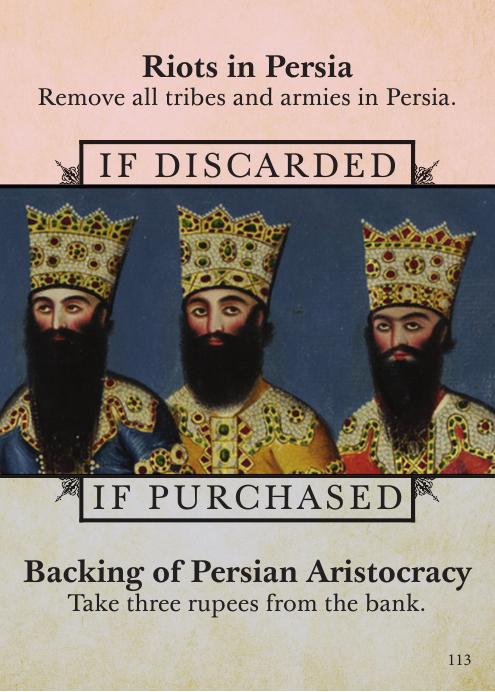 Riots in Persia
Remove all tribes and armies in Persia.
IF DISCARDED
IF PURCHASED
Backing of Persian Aristocracy
Take three rupees from the bank.
113